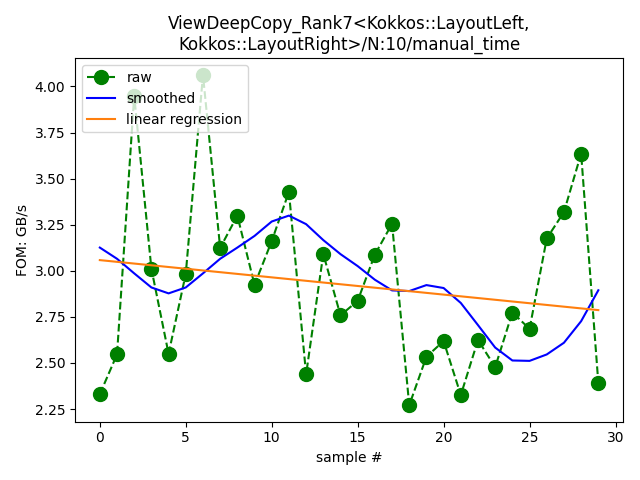 ViewDeepCopy_Rank7<Kokkos::LayoutLeft,
Kokkos::LayoutRight>/N:10/manual_time
raw
smoothed
linear regression
FOM: GB/s
4.00
3.75
3.50
3.25
3.00
2.75
2.50
2.25
0
5
10
15
20
25
30
sample #